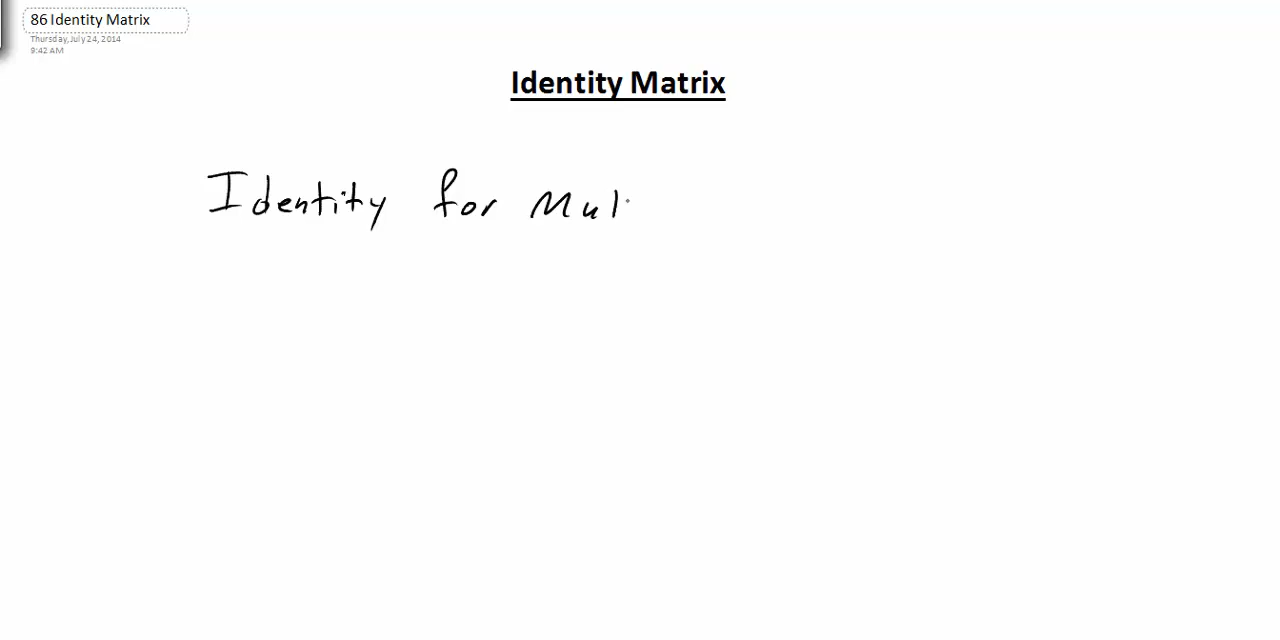 86 Identity Matrix
Thursday, July 24, 2014
9:42 AM
Identity Matrix
Identity for Mul